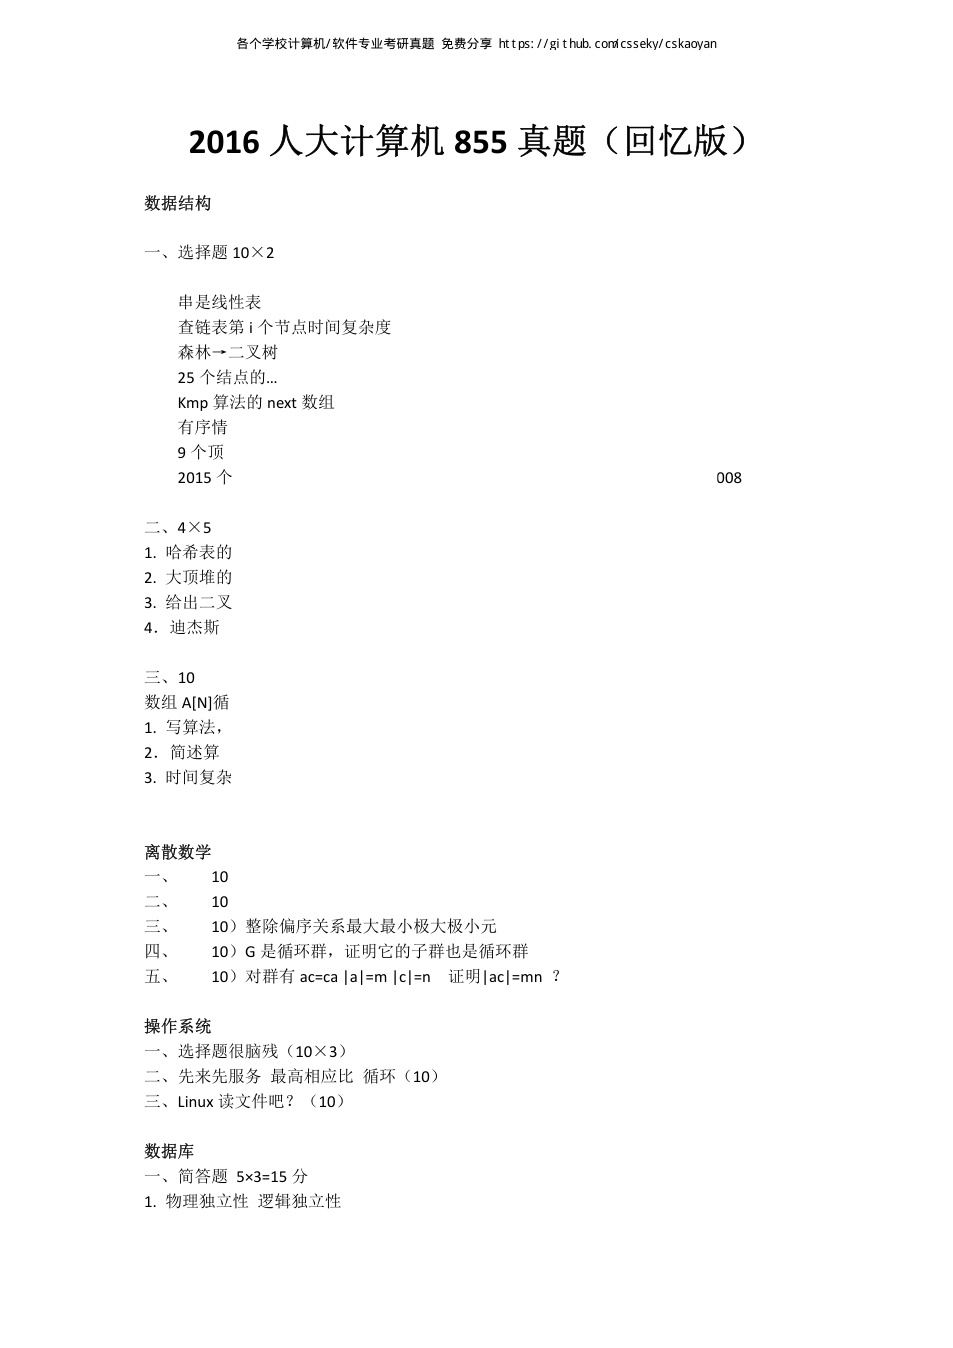 各个学校计算机/软件专业考研真题 免费分享 https://github.com/csseky/cskaoyan
2016 人大计算机 855 真题（回忆版）
数据结构
一、选择题 10×2
串是线性表
查链表第 i 个节点时间复杂度
森林→二叉树
25 个结点的…
Kmp 算法的 next 数组
有序情
9 个顶
2015 个 008
二、4×5
1. 哈希表的
2. 大顶堆的
3. 给出二叉
4. 迪杰斯
三、10
数组 A[N]循
1. 写算法，
2. 简述算
3. 时间复杂
离散数学
一、 10
二、 10
三、 10）整除偏序关系最大最小极大极小元
四、 10）G 是循环群，证明它的子群也是循环群
五、 10）对群有 ac=ca |a|=m |c|=n 证明|ac|=mn ？
操作系统
一、选择题很脑残（10×3）
二、先来先服务 最高相应比 循环（10）
三、Linux 读文件吧？（10）
数据库
一、简答题 5×3=15 分
1. 物理独立性 逻辑独立性